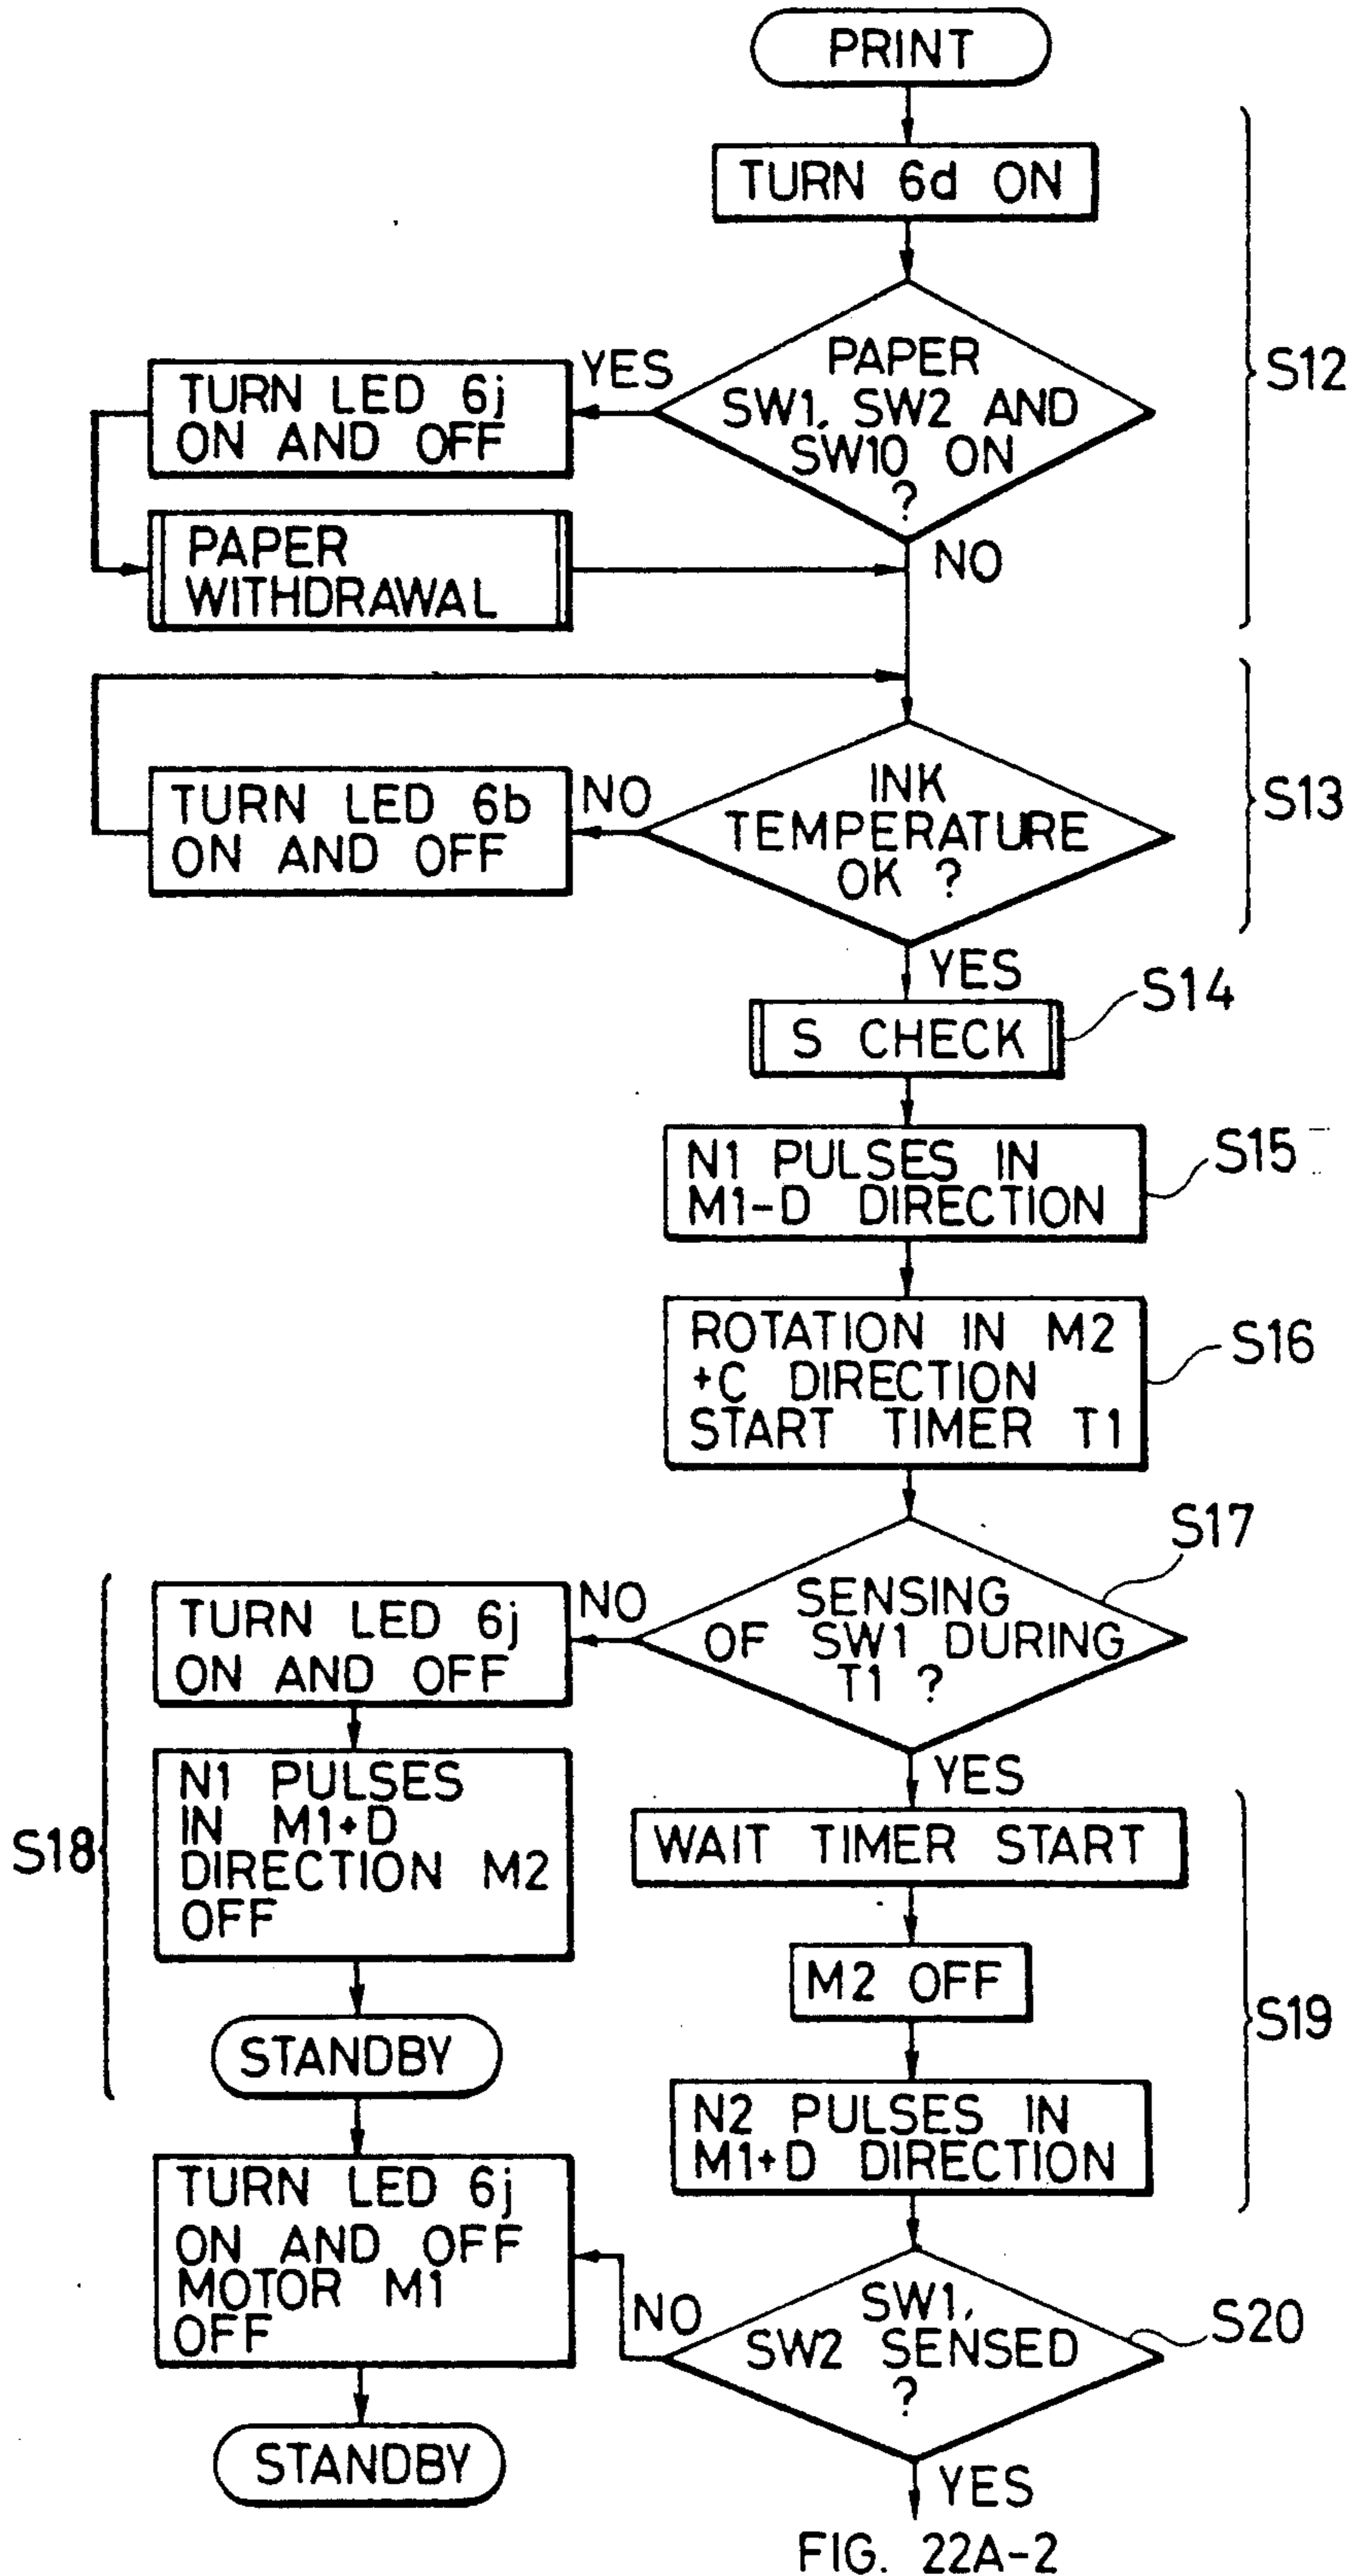 PRINT
TURN 6d ON
PAPER
SW1, SW2 AND
SW10 ON
?
S12
YES
TURN LED 6j
ON AND OFF
PAPER
WITHDRAWAL
NO
INK
TEMPERATURE
OK ?
S13
NO
TURN LED 6b
ON AND OFF
YES
S CHECK
S14
N1 PULSES IN
M1-D DIRECTION
S15
ROTATION IN M2
+C DIRECTION
START TIMER T1
S16
SENSING
OF SW1 DURING
T1 ?
S17
NO
TURN LED 6j
ON AND OFF
N1 PULSES
IN M1+D
DIRECTION M2
OFF
S18
STANDBY
YES
WAIT TIMER START
M2 OFF
N2 PULSES IN
M1+D DIRECTION
S19
SW1,
SW2 SENSED
?
S20
NO
TURN LED 6j
ON AND OFF
MOTOR M1
OFF
STANDBY
YES
FIG. 22A-2